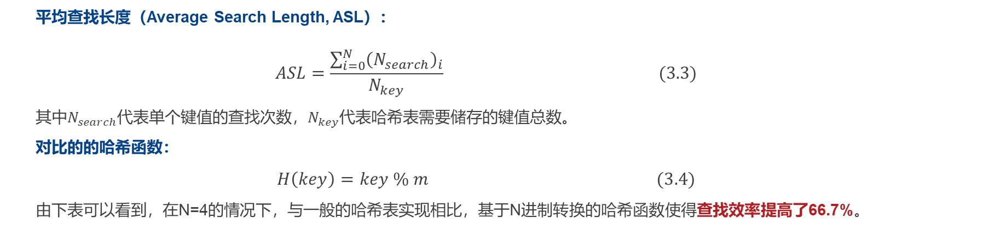 平均查找长度（Average Search Length, ASL）：
ASL = \frac{\sum_{i=0}^{N}(N_{search})_i}{N_{key}} (3.3)
其中N_{search}代表单个键值的查找次数，N_{key}代表哈希表需要储存的键值总数。
对比的的哈希函数：
H(key) = key % m (3.4)
由下表可以看到，在N=4的情况下，与一般的哈希表实现相比，基于N进制转换的哈希函数使得查找效率提高了66.7%。